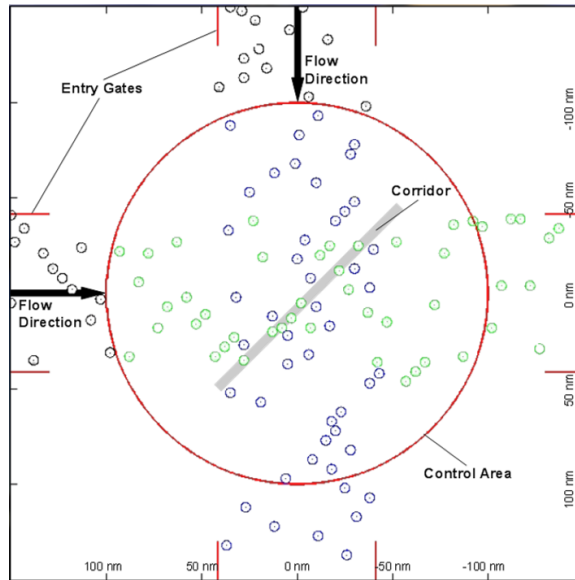 Flow
Direction
Entry Gates
-100 nm
Corridor
-50 nm
Flow
Direction
0 nm
50 nm
Control Area
100 nm
100 nm
50 nm
0 nm
-50 nm
-100 nm